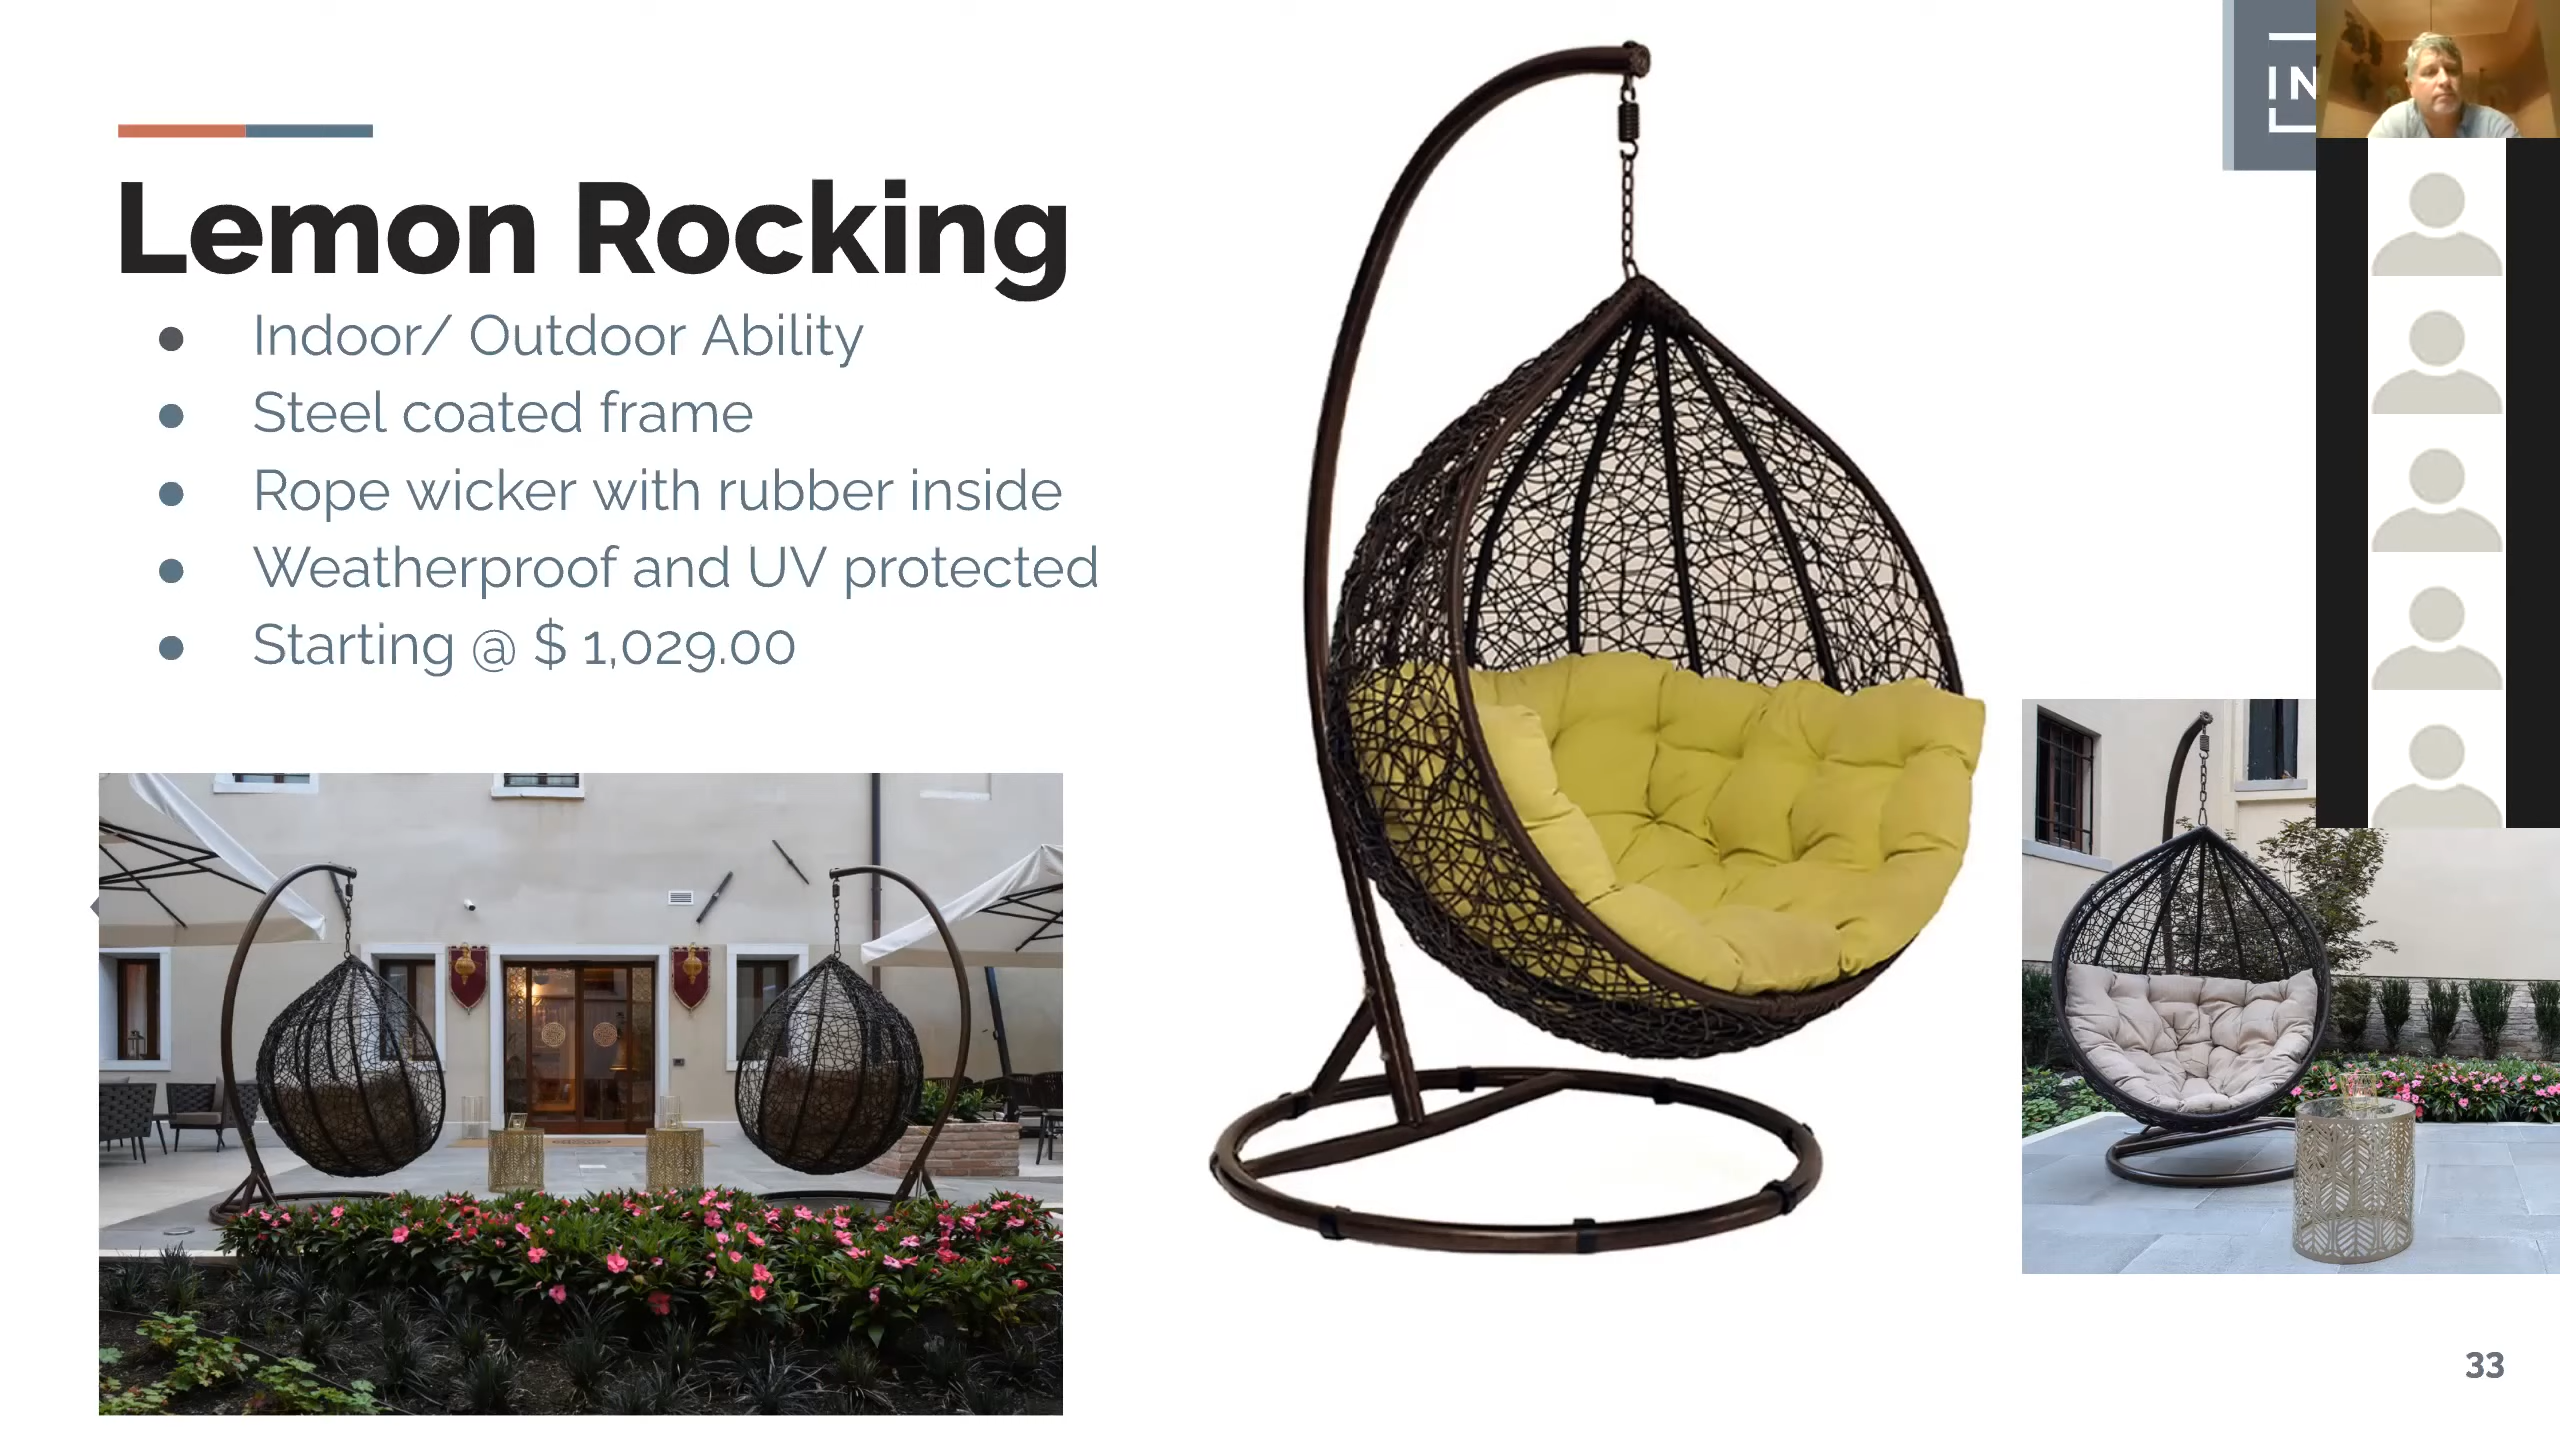 Lemon Rocking
● Indoor/ Outdoor Ability
● Steel coated frame
● Rope wicker with rubber inside
● Weatherproof and UV protected
● Starting @ $ 1,029.00
IN
33